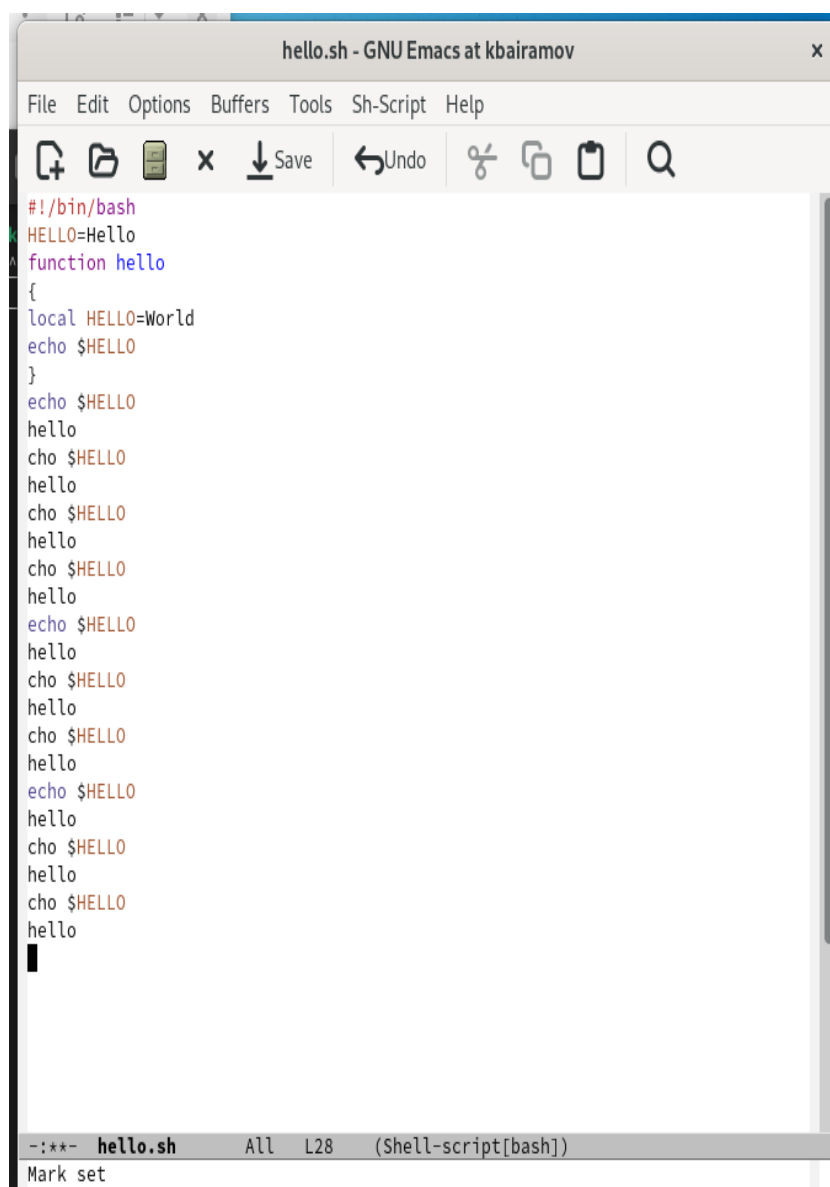 hello.sh - GNU Emacs at kbairamov
File Edit Options Buffers Tools Sh-Script Help
Save Undo
#!/bin/bash
HELLO=Hello
function hello
{
local HELLO=World
echo $HELLO
}
echo $HELLO
hello
cho $HELLO
hello
cho $HELLO
hello
cho $HELLO
hello
echo $HELLO
hello
cho $HELLO
hello
cho $HELLO
hello
echo $HELLO
hello
cho $HELLO
hello
cho $HELLO
hello
-:**- hello.sh All L28 (Shell-script[bash])
Mark set